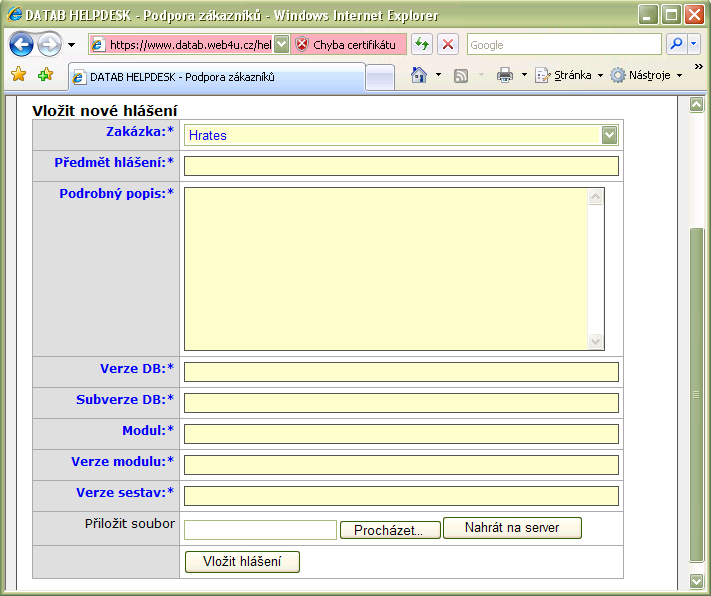 DATAB HELPDESK - Podpora zákazníků - Windows Internet Explorer
https://www.datab.web4u.cz/hel
Chyba certifikátu
Google
DATAB HELPDESK - Podpora zákazníků
Stránka
Nástroje
»
Vložit nové hlášení
Zakázka:*
Hrates
Předmět hlášení:*
Podrobný popis:*
Verze DB:*
Subverze DB:*
Modul:*
Verze modulu:*
Verze sestav:*
Přiložit soubor
Procházet...
Nahrát na server
Vložit hlášení